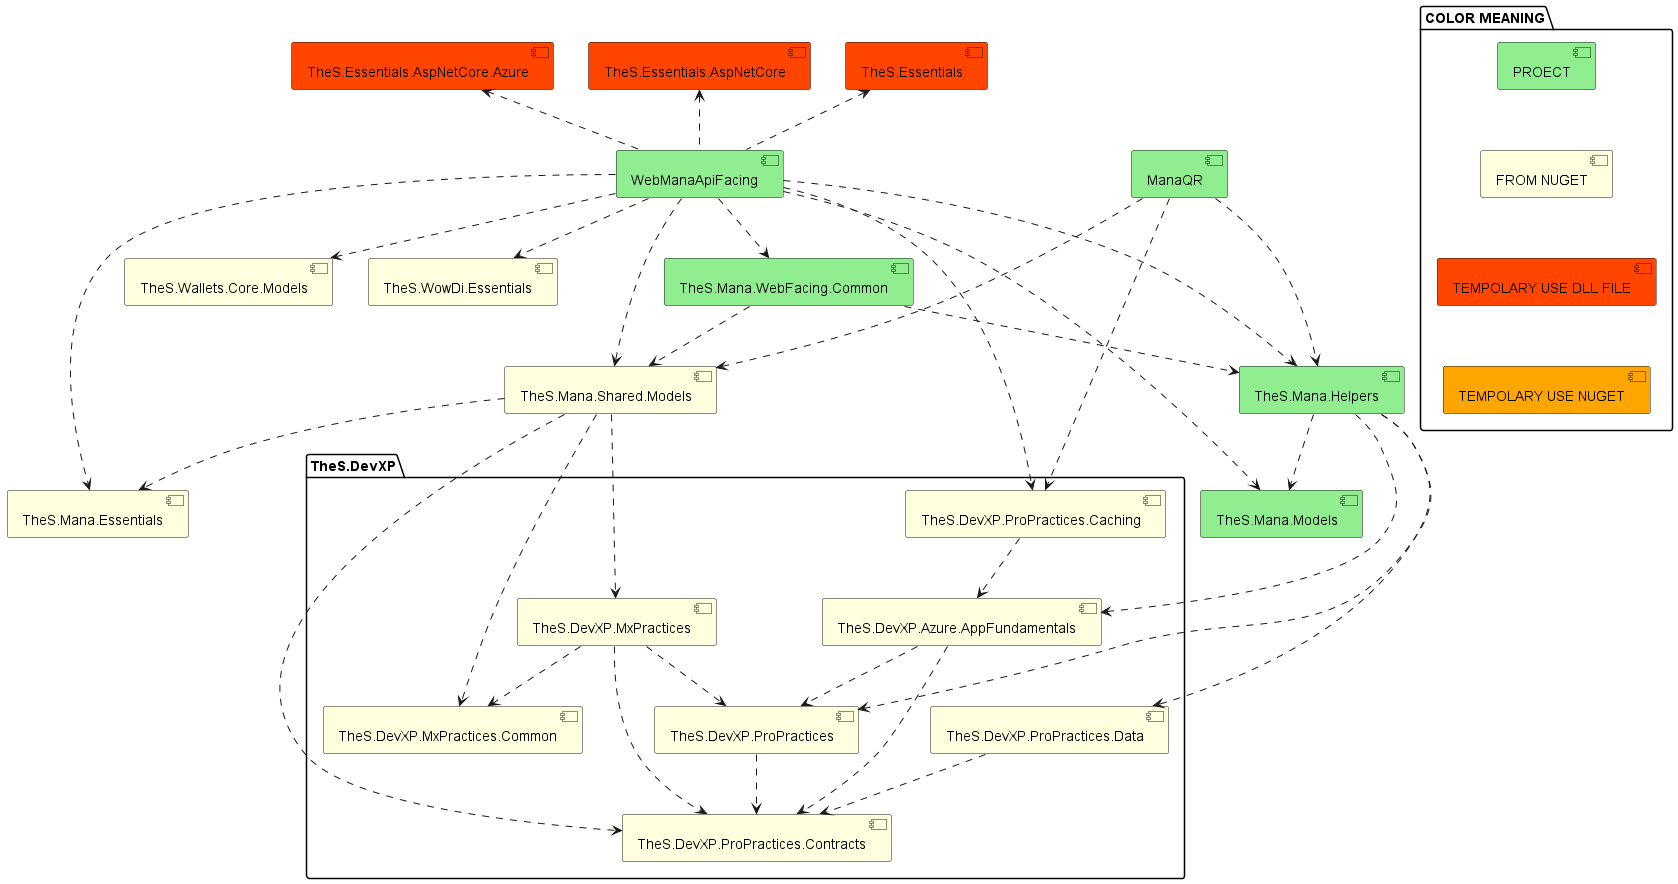 COLOR MEANING
TheS.Essentials.AspNetCore.Azure
TheS.Essentials.AspNetCore
TheS.Essentials
PROECT
WebManaApiFacing
ManaQR
FROM NUGET
TheS.Wallets.Core.Models
TheS.WowDi.Essentials
TheS.Mana.WebFacing.Common
TEMPOLARY USE DLL FILE
TheS.Mana.Shared.Models
TheS.Mana.Helpers
TEMPOLARY USE NUGET
TheS.DevXP
TheS.Mana.Essentials
TheS.DevXP.ProPractices.Caching
TheS.Mana.Models
TheS.DevXP.MxPractices
TheS.DevXP.Azure.AppFundamentals
TheS.DevXP.MxPractices.Common
TheS.DevXP.ProPractices
TheS.DevXP.ProPractices.Data
TheS.DevXP.ProPractices.Contracts